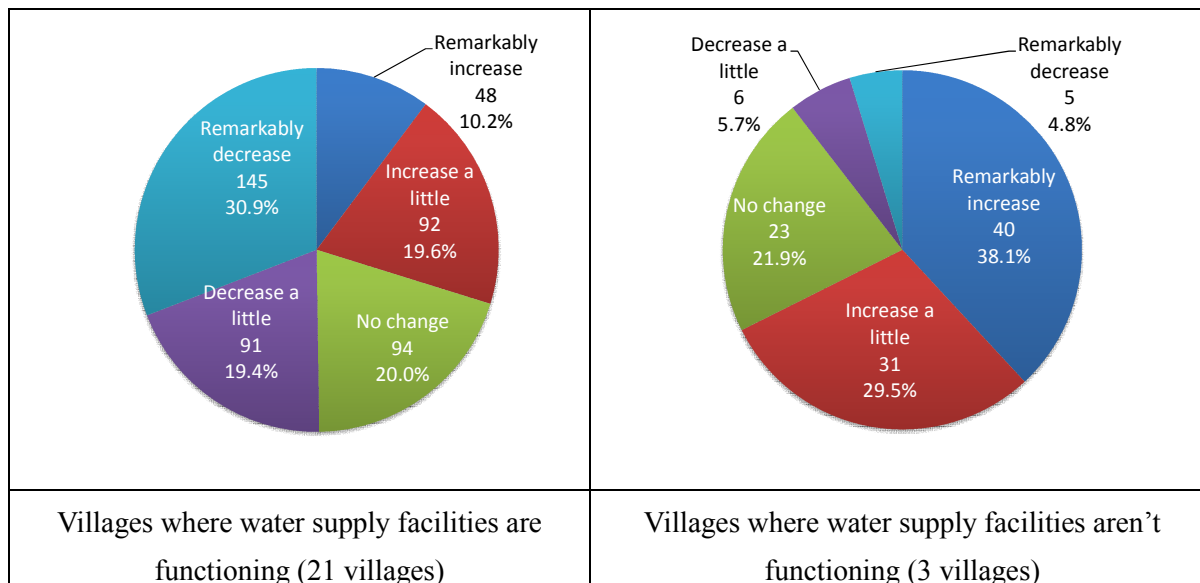 Remarkably
increase
48
10.2%
Increase a
little
92
19.6%
No change
94
20.0%
Decrease a
little
91
19.4%
Remarkably
decrease
145
30.9%
Remarkably
increase
40
38.1%
Increase a
little
31
29.5%
No change
23
21.9%
Decrease a
little
6
5.7%
Remarkably
decrease
5
4.8%
Villages where water supply facilities are
functioning (21 villages)
Villages where water supply facilities aren’t
functioning (3 villages)